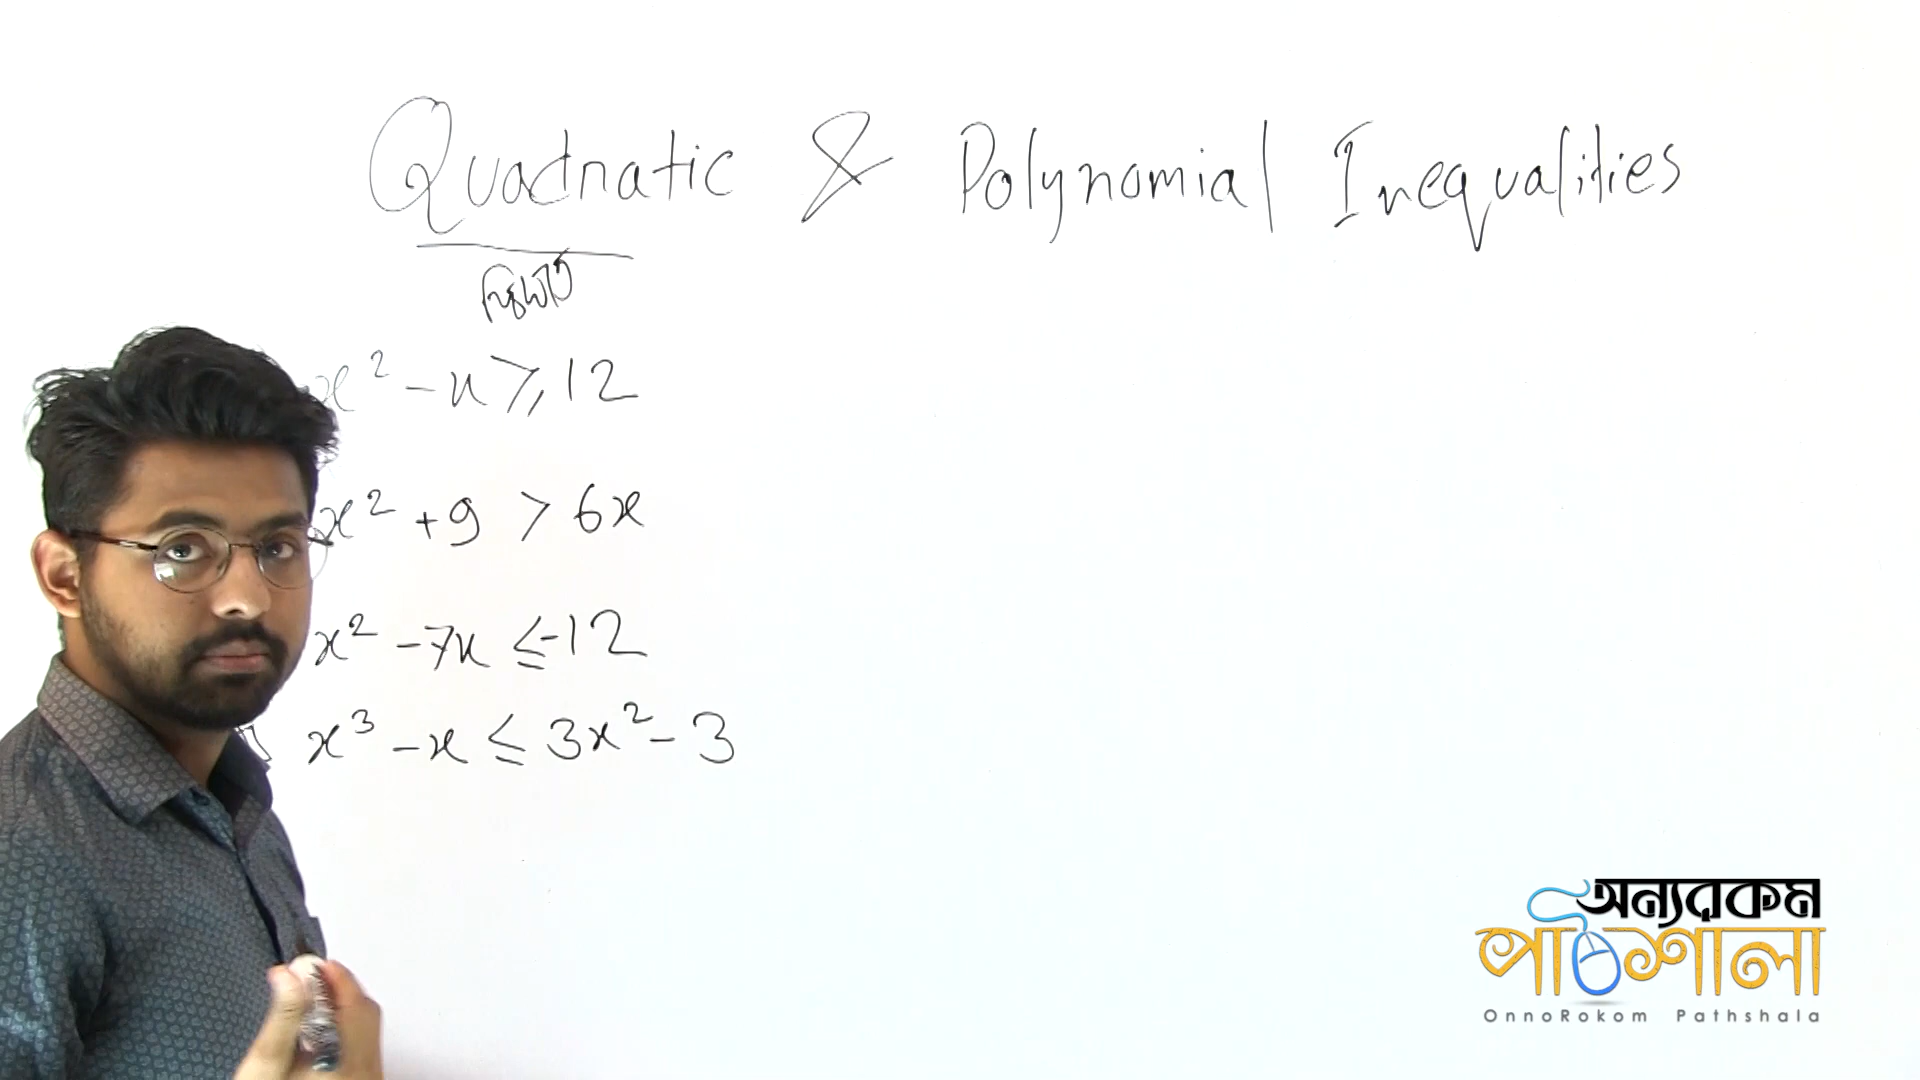 Quadratic & Polynomial Inequalities
দ্বিঘাত
x² - x ≥ 12
x² + 9 > 6x
x² - 7x ≤ -12
x³ - x ≤ 3x² - 3
অন্যরকম
পাঠশালা
OnnoRokom Pathshala